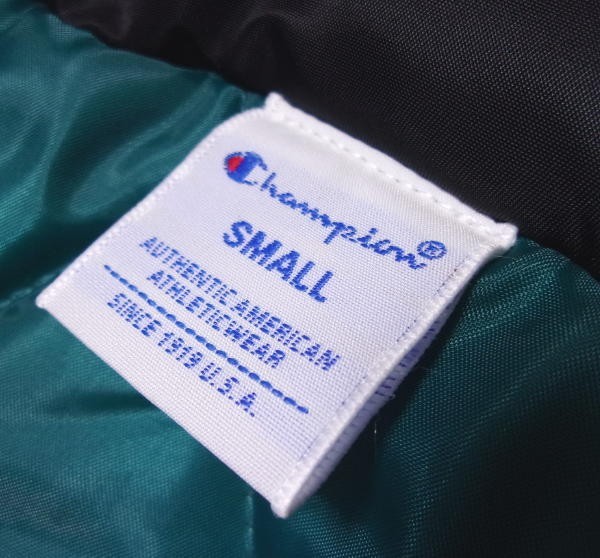 Champion®
SMALL
AUTHENTIC AMERICAN
ATHLETICWEAR
SINCE 1919 U.S.A.